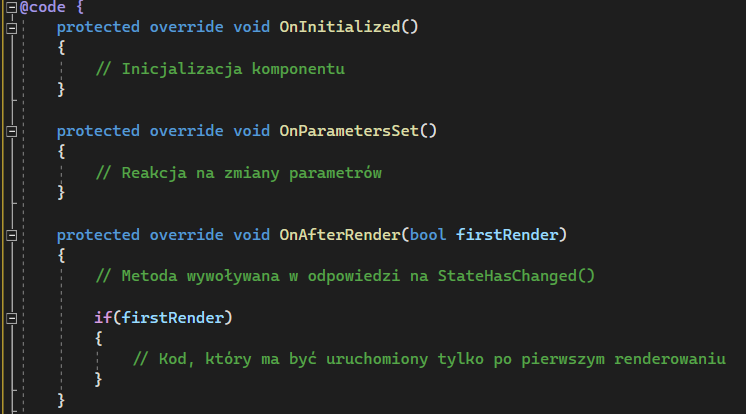 @code {
protected override void OnInitialized()
{
// Inicjalizacja komponentu
}
protected override void OnParametersSet()
{
// Reakcja na zmiany parametrów
}
protected override void OnAfterRender(bool firstRender)
{
// Metoda wywoływana w odpowiedzi na StateHasChanged()
if(firstRender)
{
// Kod, który ma być uruchomiony tylko po pierwszym renderowaniu
}
}